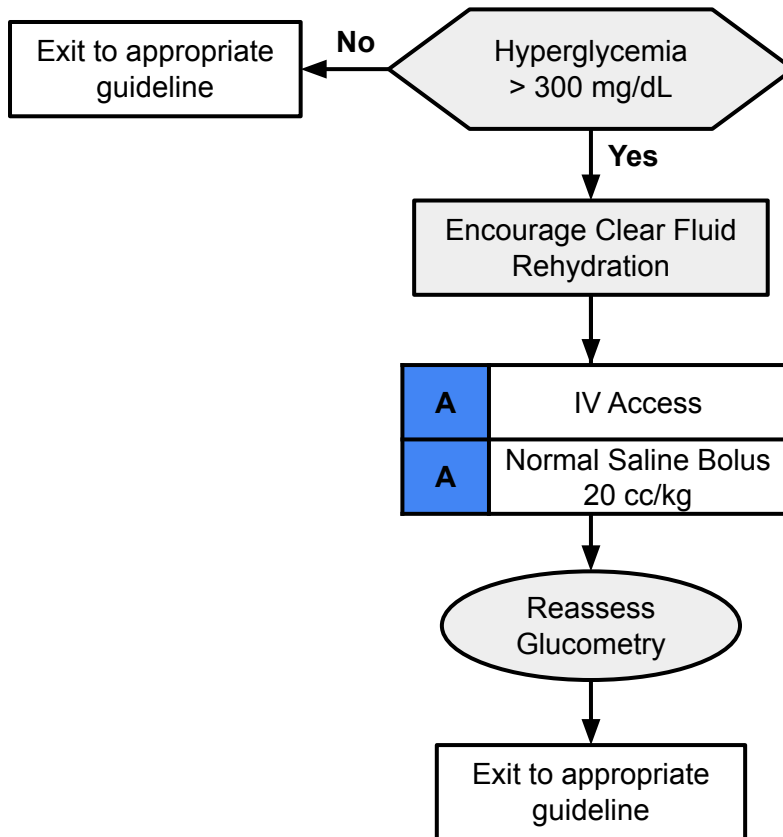 Exit to appropriate
guideline
No
Hyperglycemia
> 300 mg/dL
Yes
Encourage Clear Fluid
Rehydration
A
IV Access
A
Normal Saline Bolus
20 cc/kg
Reassess
Glucometry
Exit to appropriate
guideline